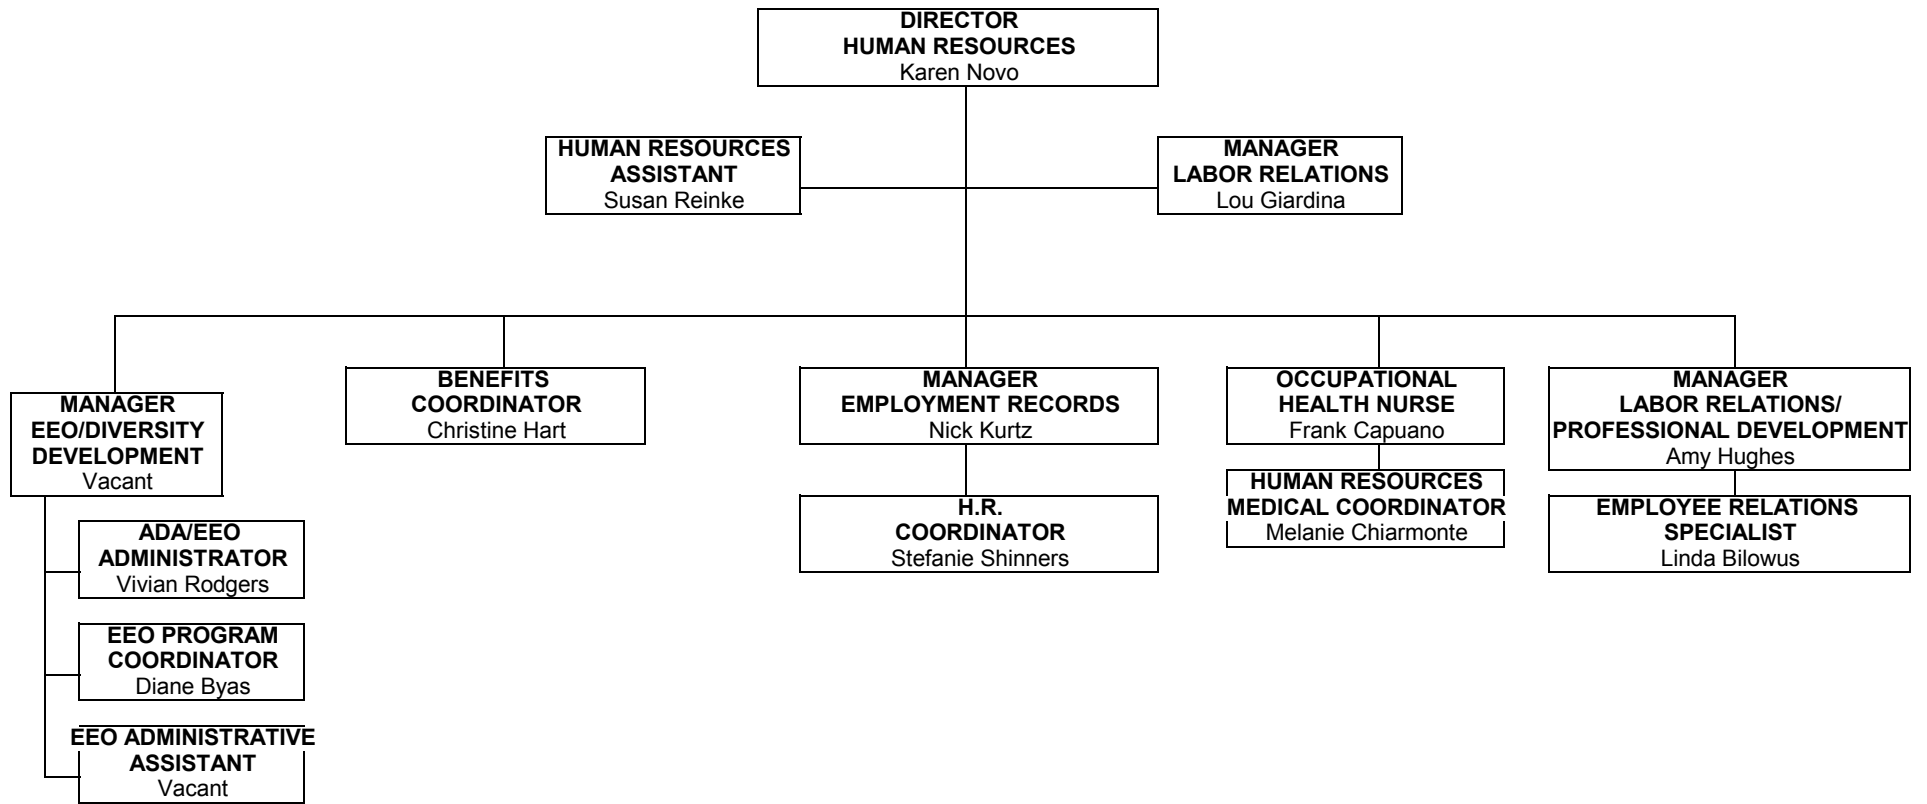 DIRECTOR
HUMAN RESOURCES
Karen Novo
HUMAN RESOURCES
ASSISTANT
Susan Reinke
MANAGER
LABOR RELATIONS
Lou Giardina
MANAGER
EEO/DIVERSITY
DEVELOPMENT
Vacant
BENEFITS
COORDINATOR
Christine Hart
MANAGER
EMPLOYMENT RECORDS
Nick Kurtz
OCCUPATIONAL
HEALTH NURSE
Frank Capuano
MANAGER
LABOR RELATIONS/
PROFESSIONAL DEVELOPMENT
Amy Hughes
ADA/EEO
ADMINISTRATOR
Vivian Rodgers
EEO PROGRAM
COORDINATOR
Diane Byas
EEO ADMINISTRATIVE
ASSISTANT
Vacant
H.R.
COORDINATOR
Stefanie Shinners
HUMAN RESOURCES
MEDICAL COORDINATOR
Melanie Chiarmonte
EMPLOYEE RELATIONS
SPECIALIST
Linda Bilowus